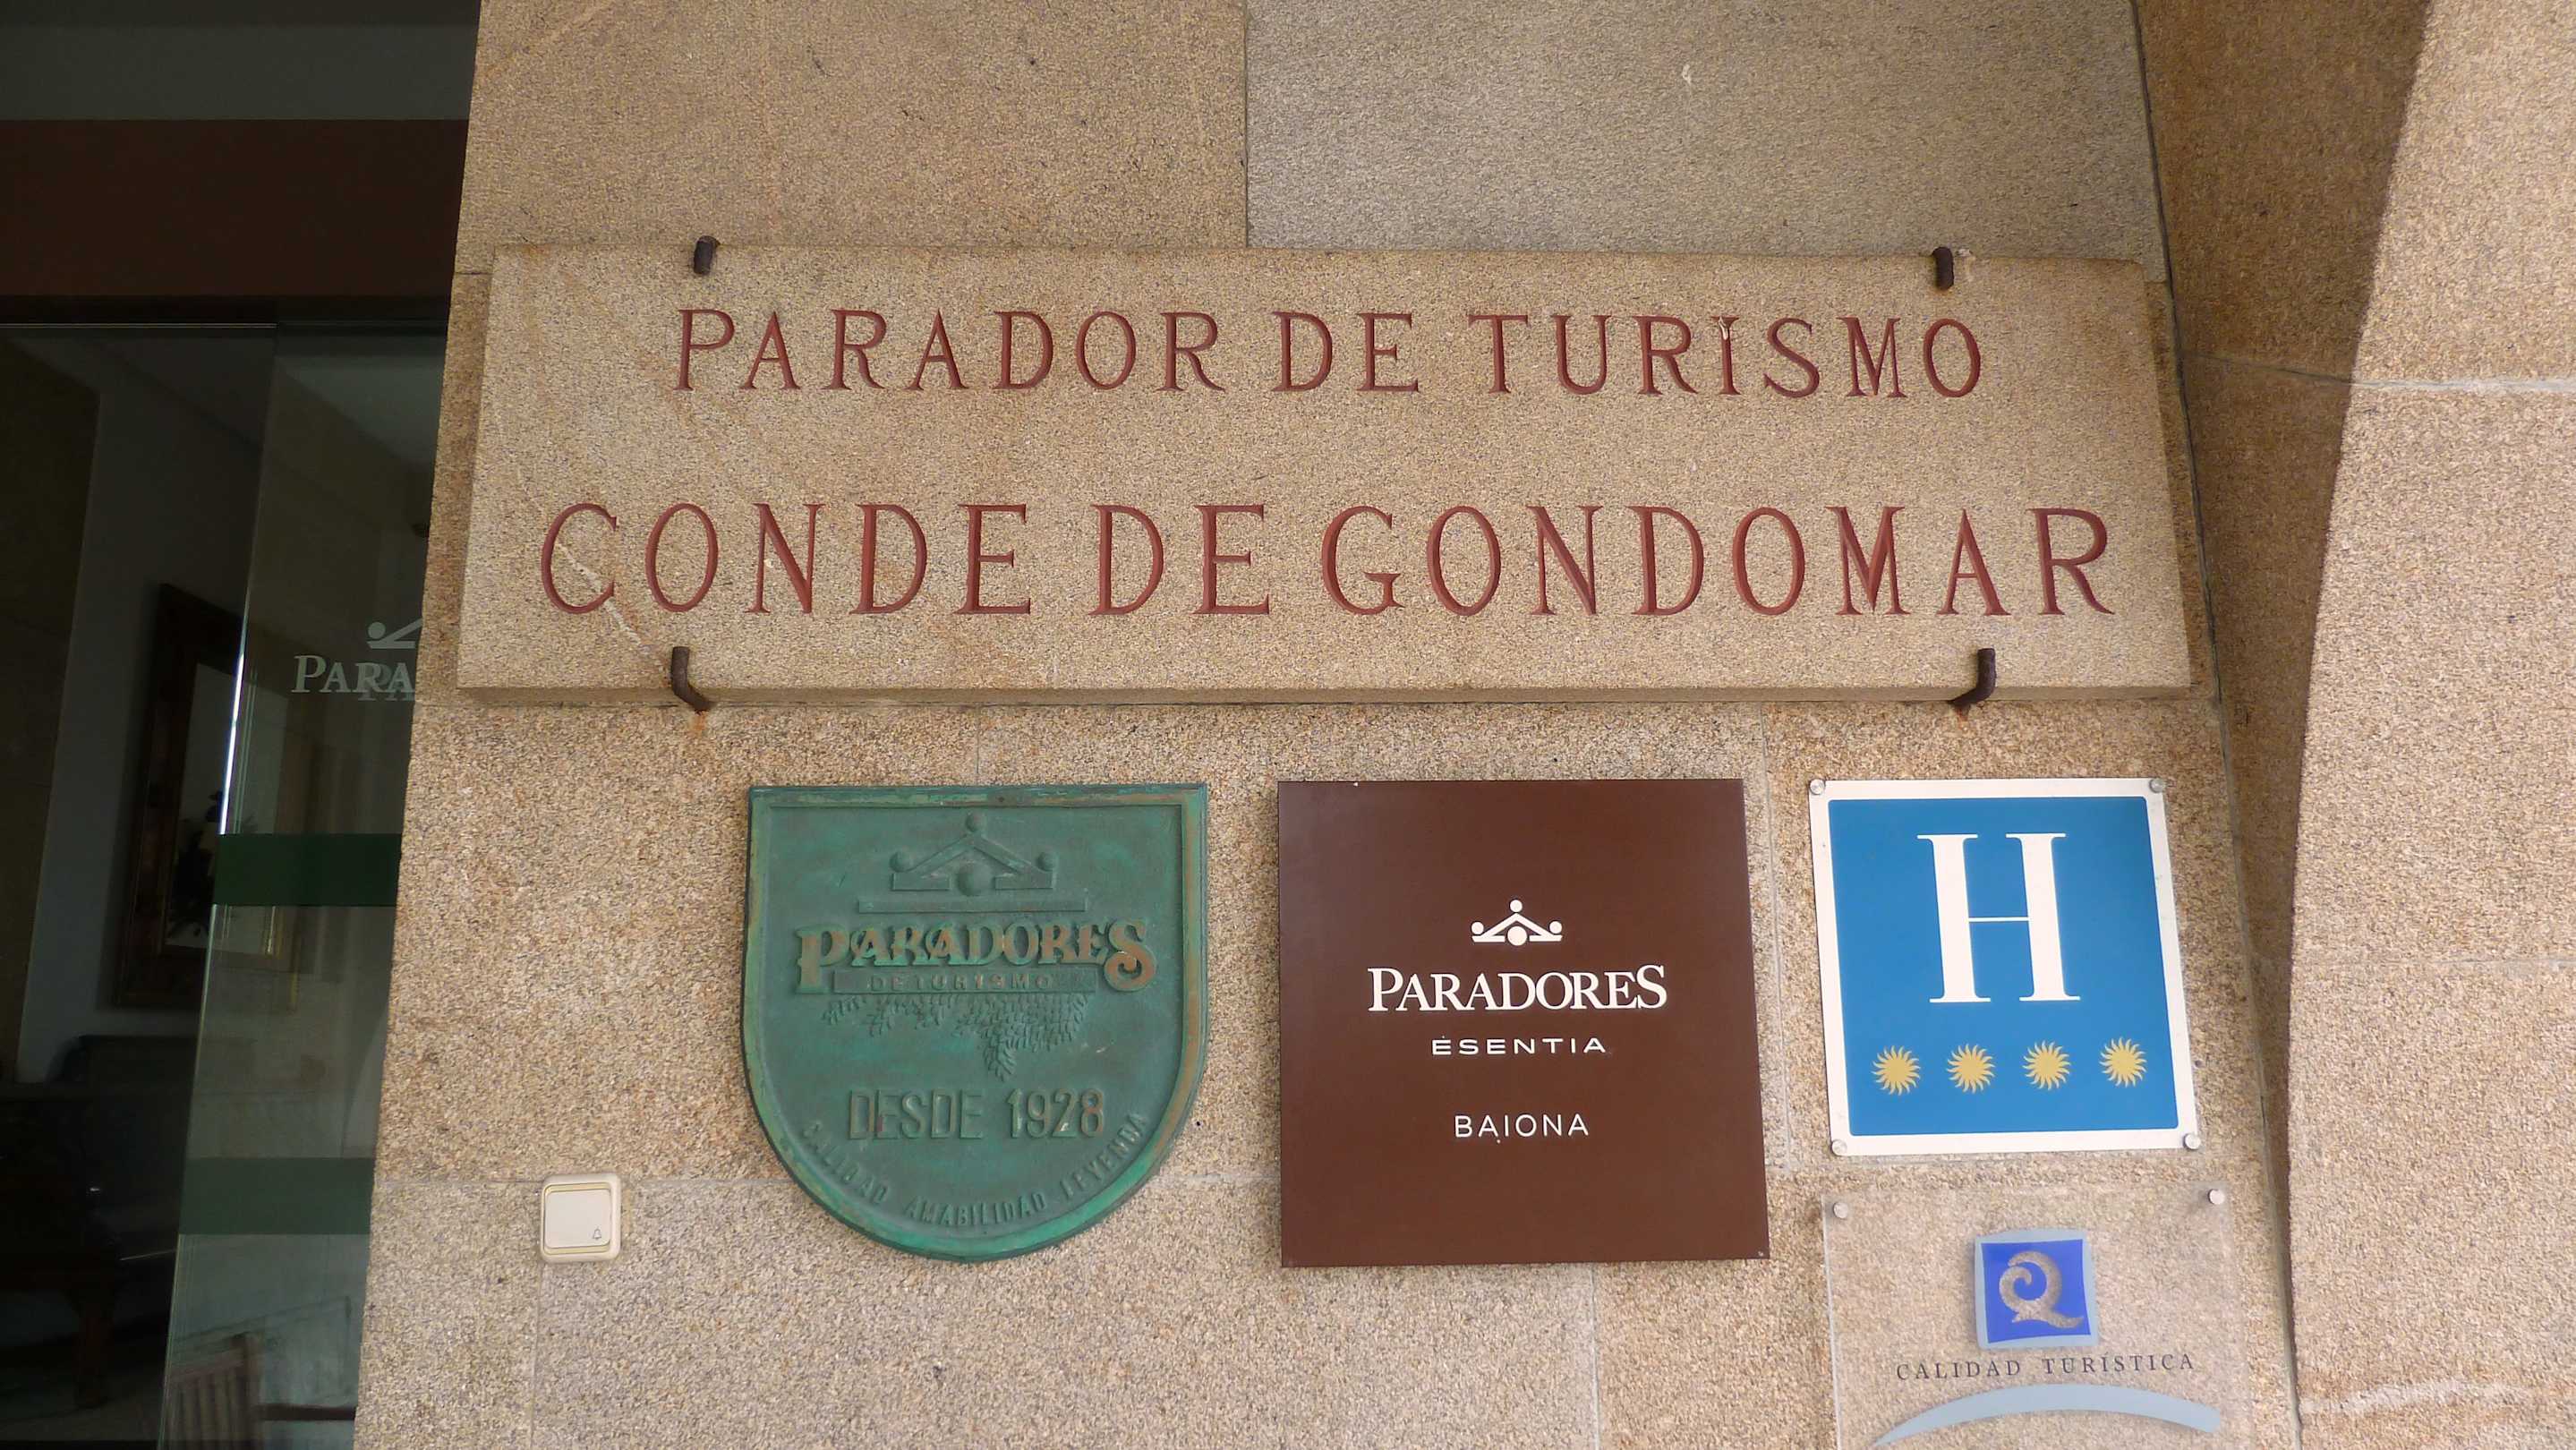 PARADOR DE TURISMO
CONDE DE GONDOMAR
PARA
PARADORES
DE TURISMO
DESDE 1928
CALIDAD AMABILIDAD LEYENDA
PARADORES
ESENTIA
BAIONA
H
Q
CALIDAD TURÍSTICA